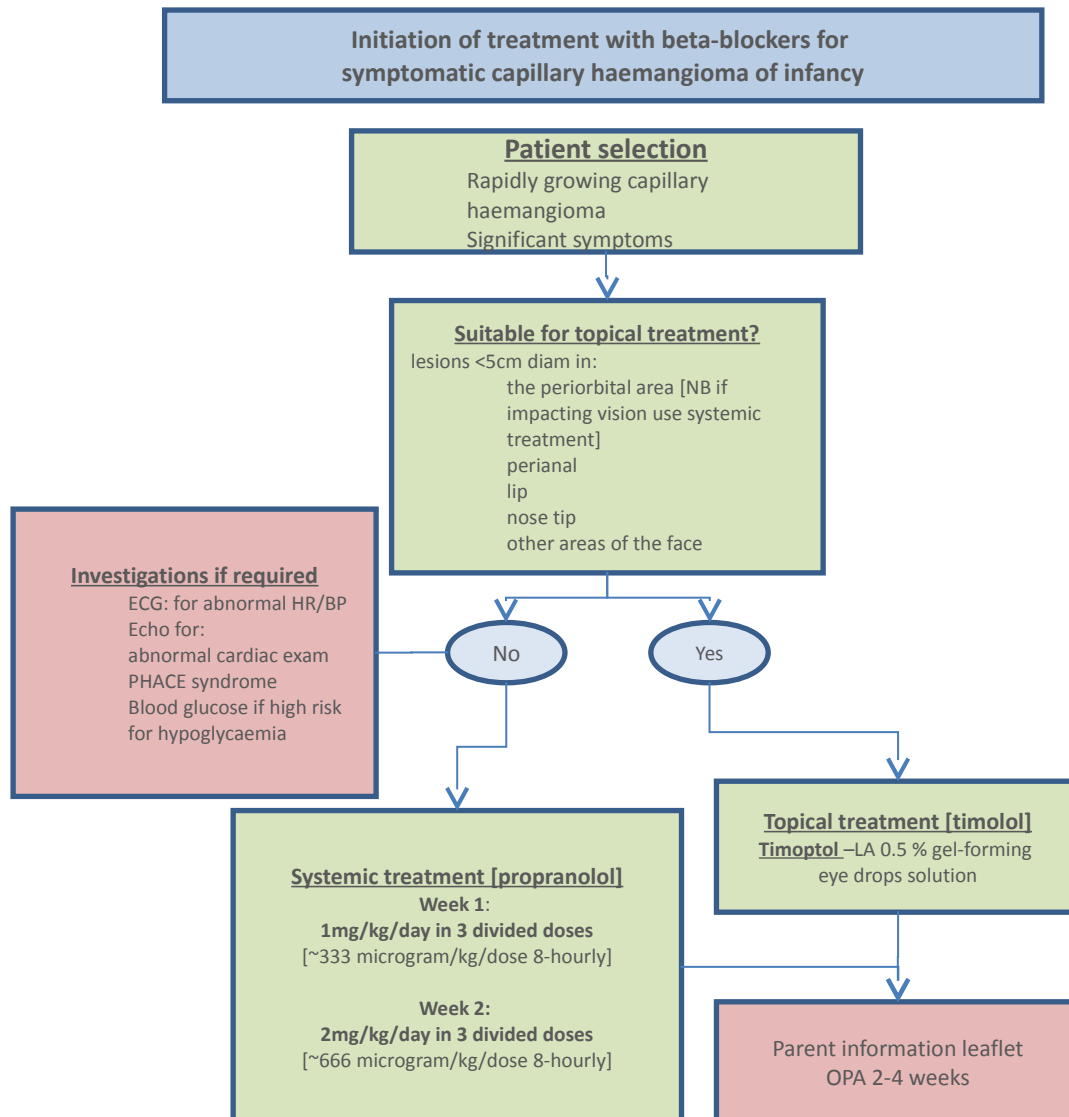 Initiation of treatment with beta-blockers for
symptomatic capillary haemangioma of infancy
Patient selection
Rapidly growing capillary
haemangioma
Significant symptoms
Suitable for topical treatment?
lesions <5cm diam in:
the periorbital area [NB if
impacting vision use systemic
treatment]
perianal
lip
nose tip
other areas of the face
Investigations if required
ECG: for abnormal HR/BP
Echo for:
abnormal cardiac exam
PHACE syndrome
Blood glucose if high risk
for hypoglycaemia
No
Yes
Systemic treatment [propranolol]
Week 1:
1mg/kg/day in 3 divided doses
[~333 microgram/kg/dose 8-hourly]
Week 2:
2mg/kg/day in 3 divided doses
[~666 microgram/kg/dose 8-hourly]
Topical treatment [timolol]
Timoptol –LA 0.5 % gel-forming
eye drops solution
Parent information leaflet
OPA 2-4 weeks